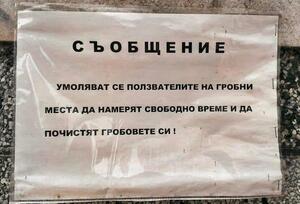 СЪОБЩЕНИЕ
УМОЛЯВАТ СЕ ПОЛЗВАТЕЛИТЕ НА ГРОБНИ
МЕСТА ДА НАМЕРЯТ СВОБОДНО ВРЕМЕ И ДА
ПОЧИСТЯТ ГРОБОВЕТЕ СИ !